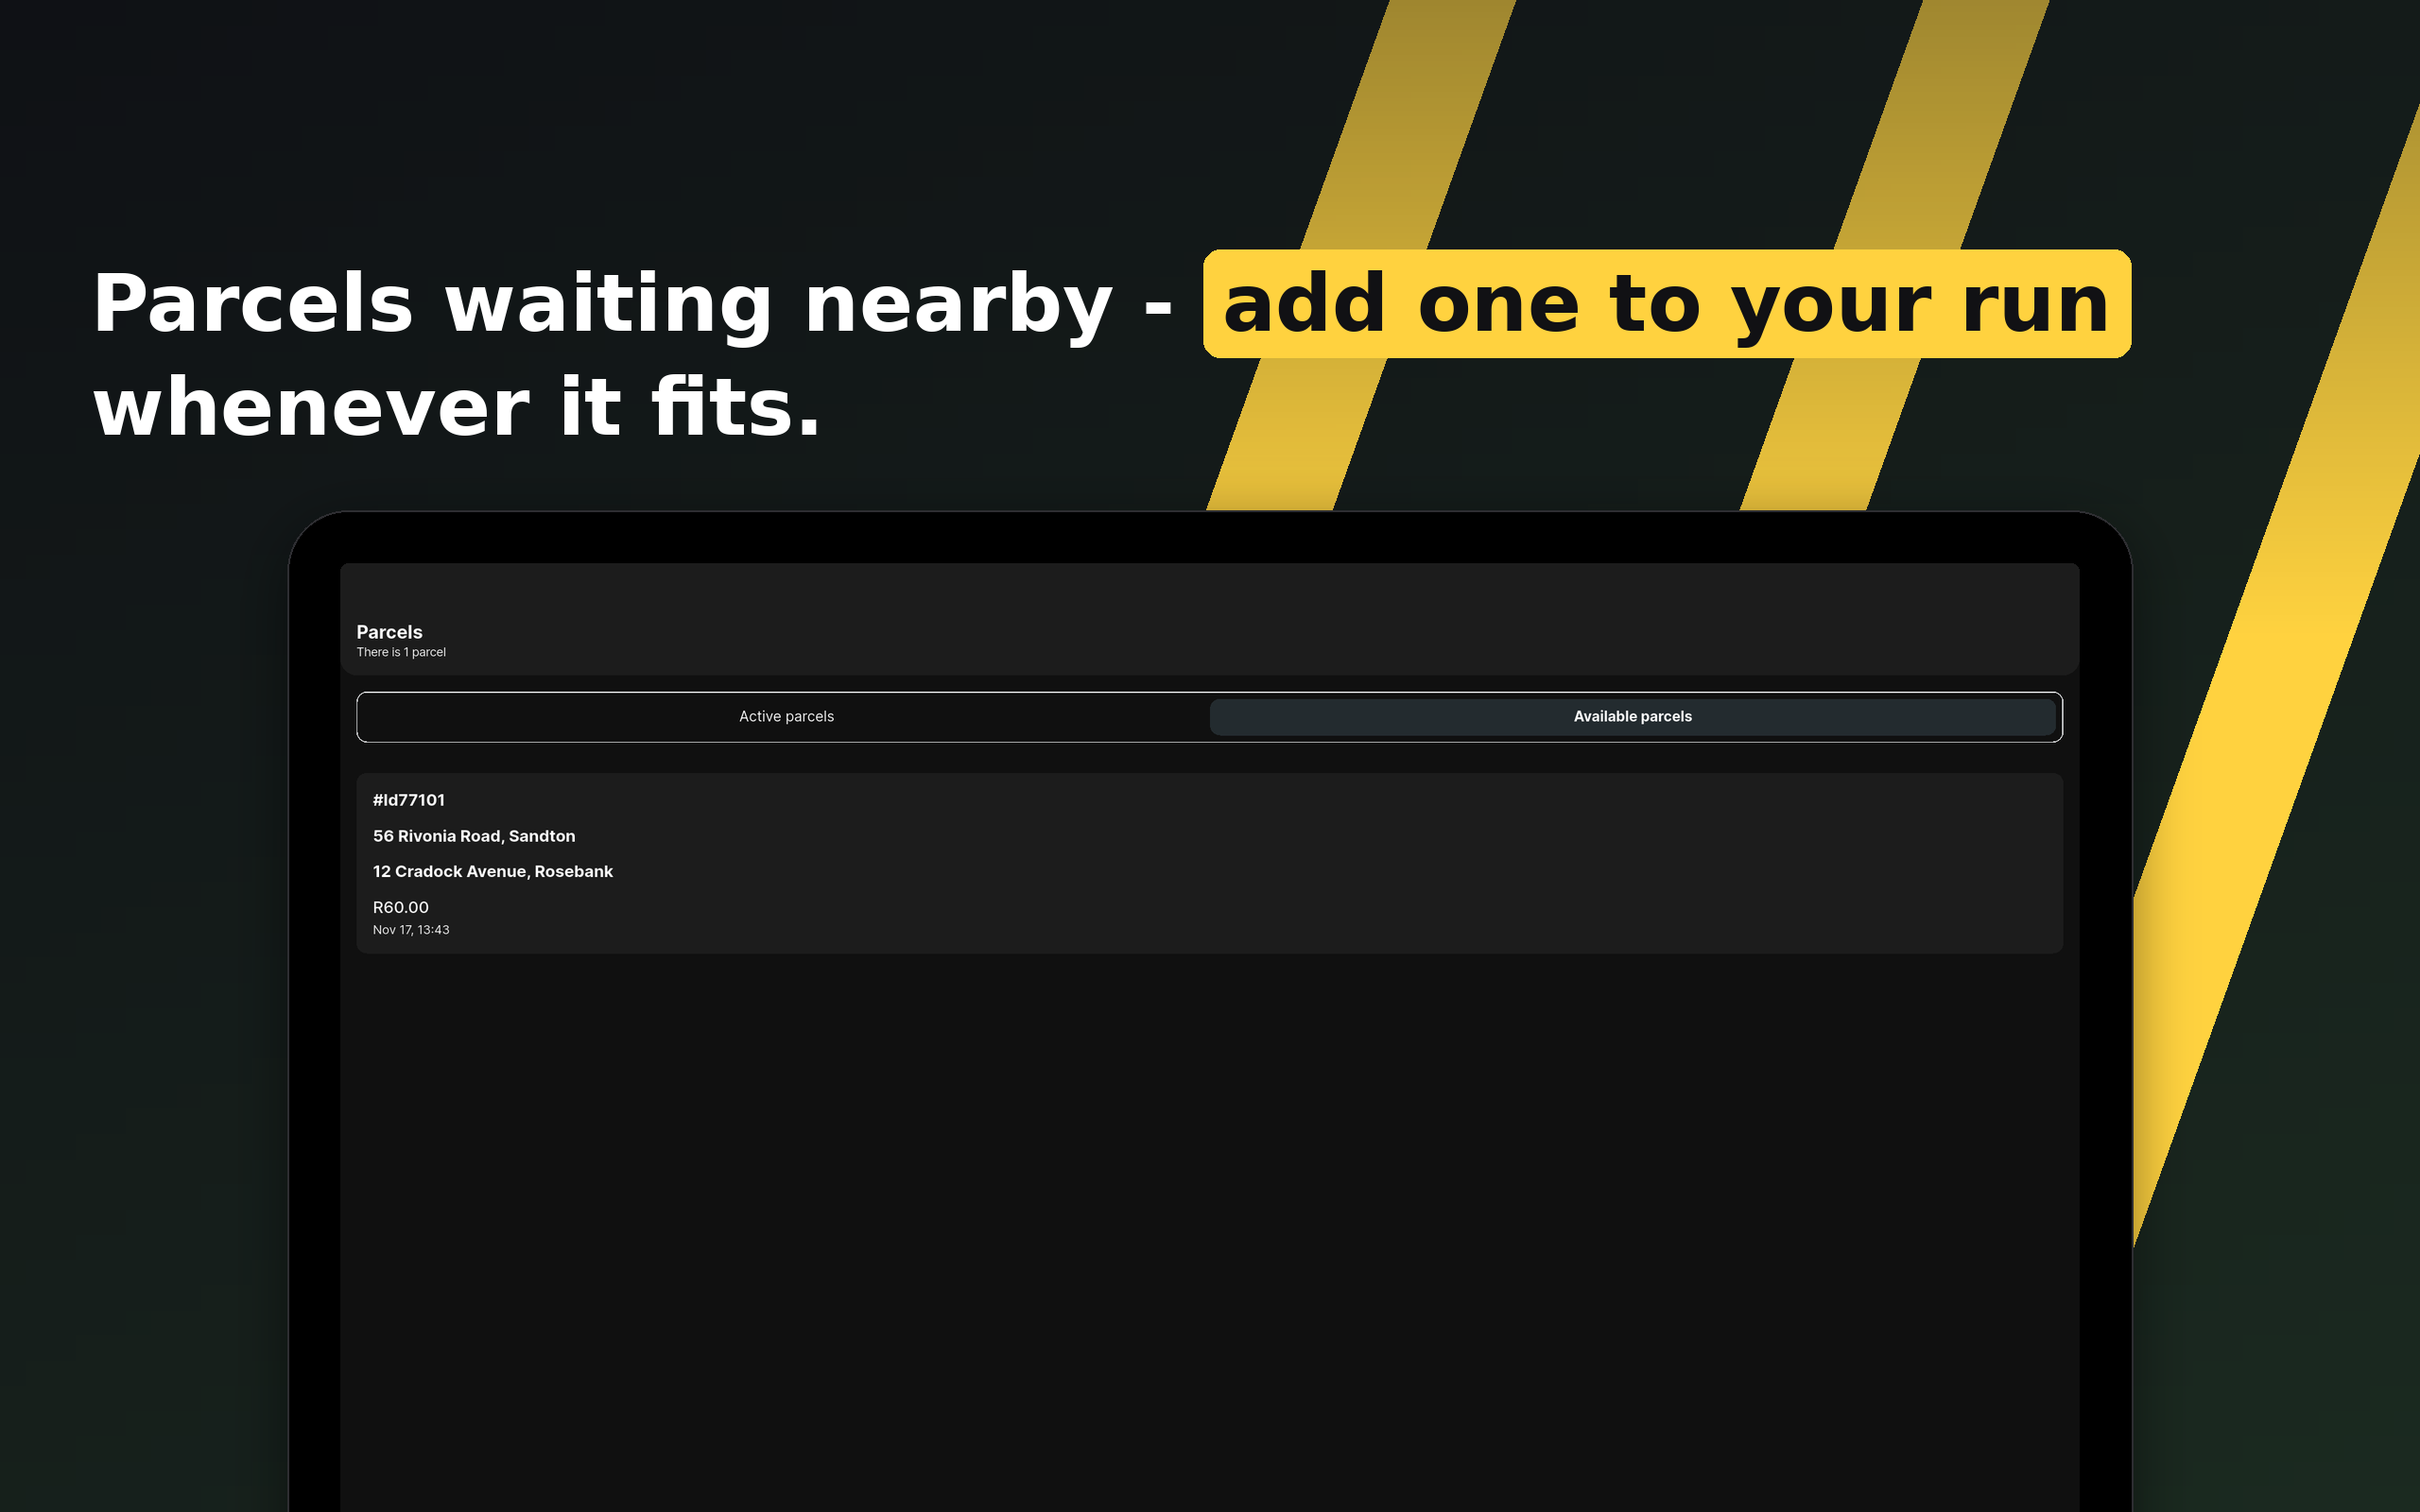 Parcels waiting nearby - add one to your run
whenever it fits.
Parcels
There is 1 parcel
Active parcels
Available parcels
#Id77101
56 Rivonia Road, Sandton
12 Cradock Avenue, Rosebank
R60.00
Nov 17, 13:43